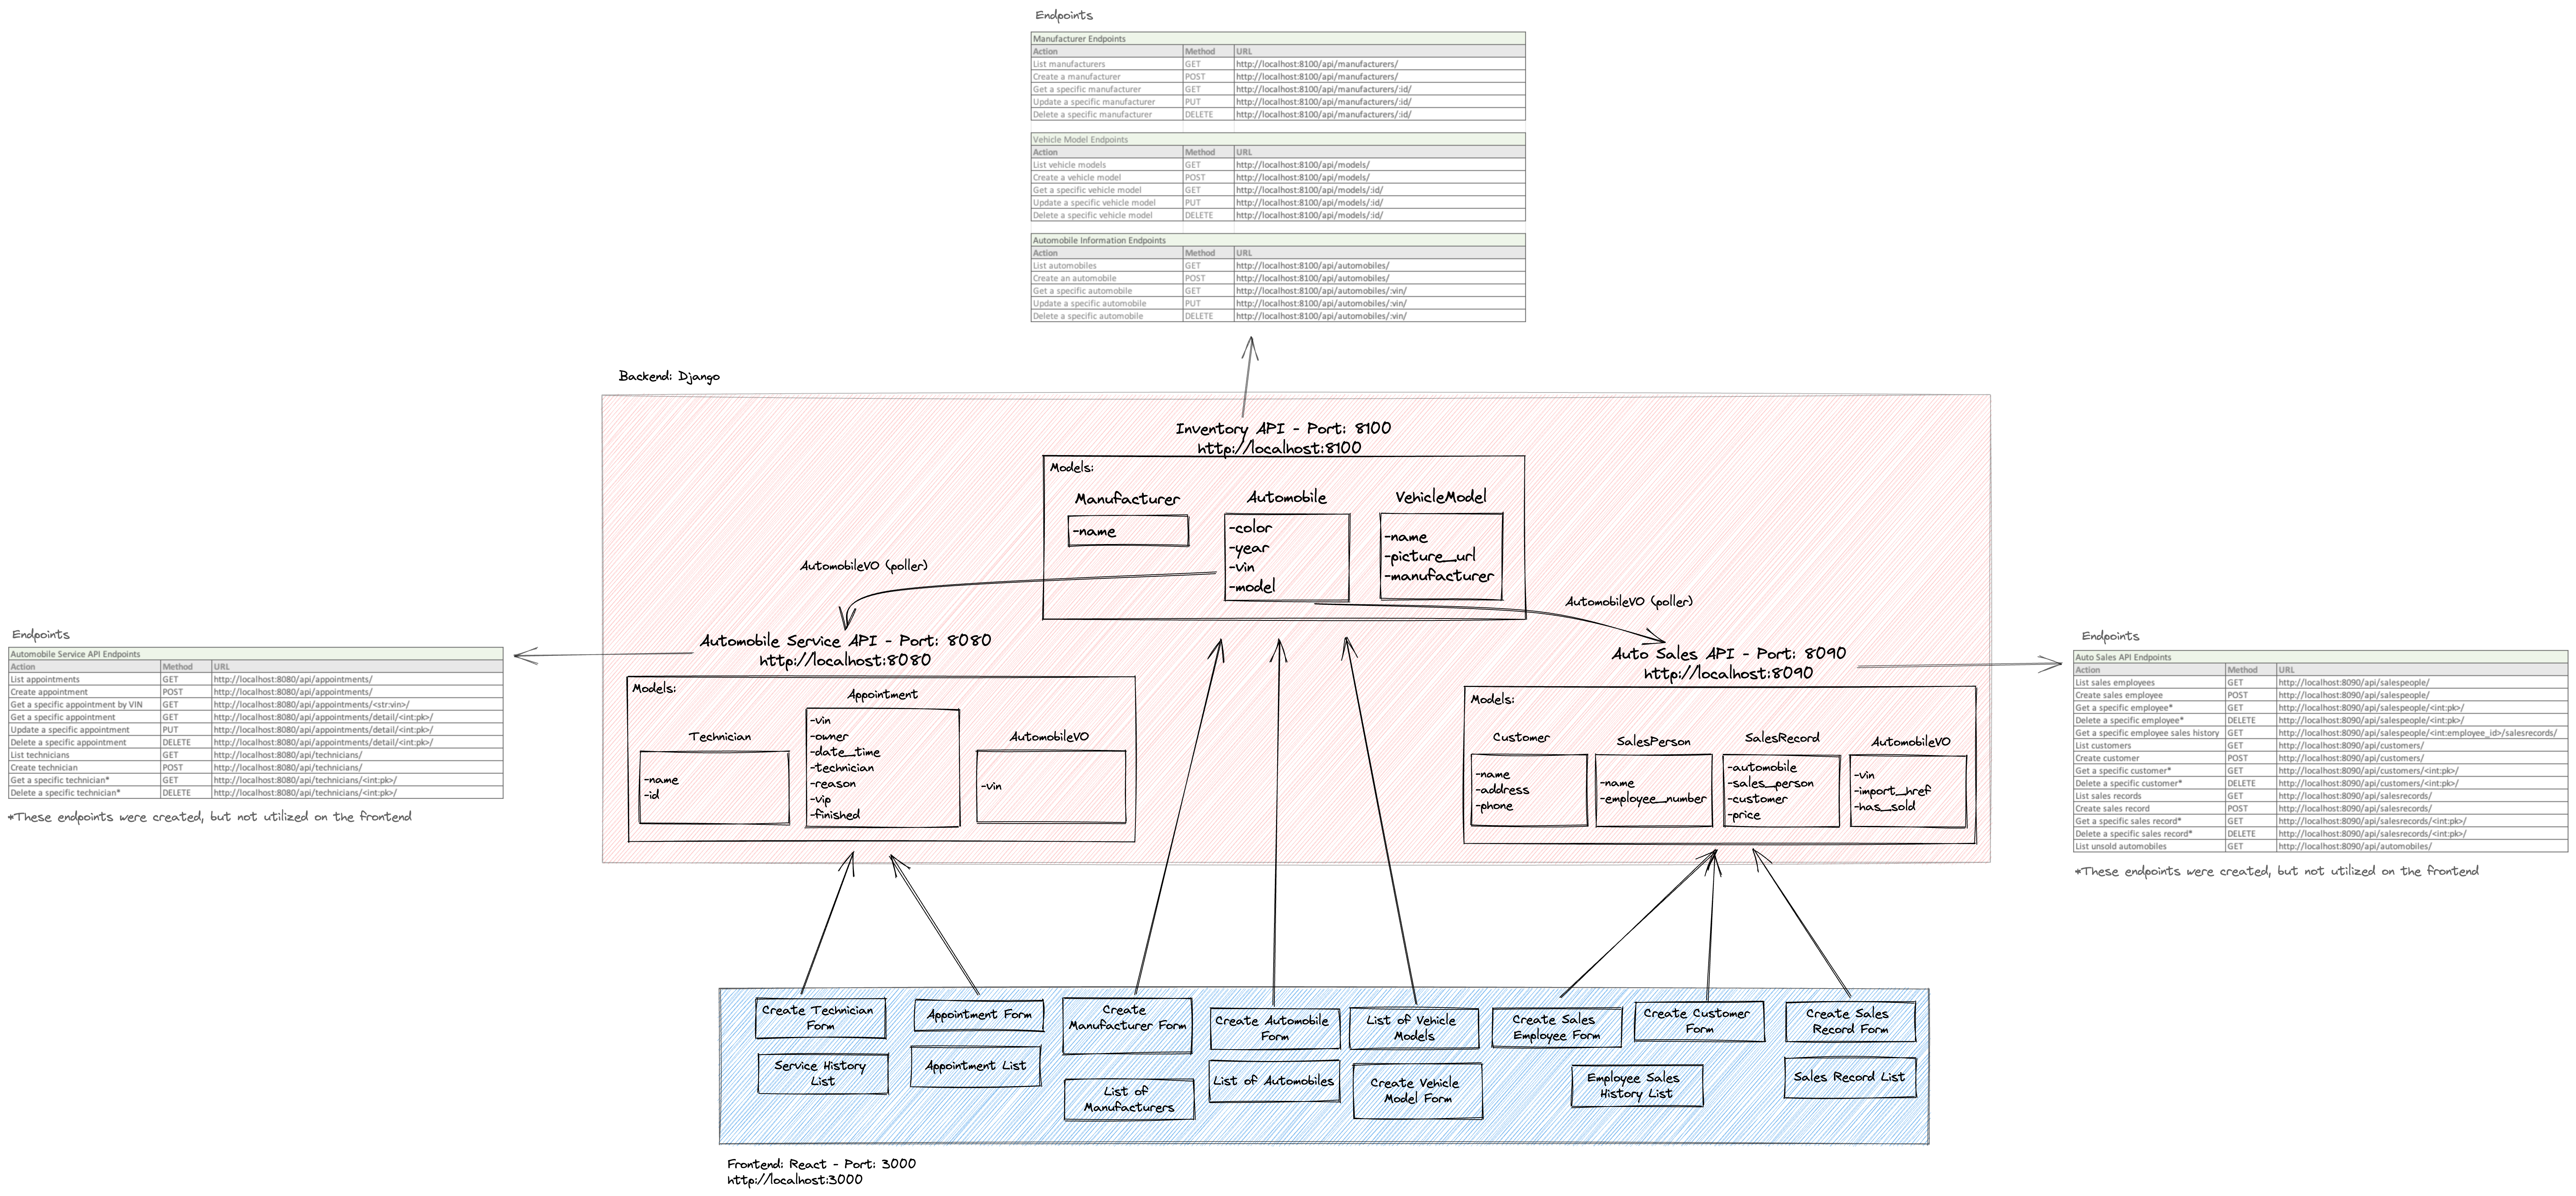 Endpoints
Manufacturer Endpoints
Action Method URL
List manufacturers GET http://localhost:8100/api/manufacturers/
Create a manufacturer POST http://localhost:8100/api/manufacturers/
Get a specific manufacturer GET http://localhost:8100/api/manufacturers/:id/
Update a specific manufacturer PUT http://localhost:8100/api/manufacturers/:id/
Delete a specific manufacturer DELETE http://localhost:8100/api/manufacturers/:id/
Vehicle Model Endpoints
Action Method URL
List vehicle models GET http://localhost:8100/api/models/
Create a vehicle model POST http://localhost:8100/api/models/
Get a specific vehicle model GET http://localhost:8100/api/models/:id/
Update a specific vehicle model PUT http://localhost:8100/api/models/:id/
Delete a specific vehicle model DELETE http://localhost:8100/api/models/:id/
Automobile Information Endpoints
Action Method URL
List automobiles GET http://localhost:8100/api/automobiles/
Create an automobile POST http://localhost:8100/api/automobiles/
Get a specific automobile GET http://localhost:8100/api/automobiles/:vin/
Update a specific automobile PUT http://localhost:8100/api/automobiles/:vin/
Delete a specific automobile DELETE http://localhost:8100/api/automobiles/:vin/
Backend: Django
Inventory API - Port: 8100
http://localhost:8100
Models:
Manufacturer
-name
Automobile
-color
-year
-vin
-model
VehicleModel
-name
-picture_url
-manufacturer
AutomobileVO (poller)
AutomobileVO (poller)
Endpoints
Automobile Service API Endpoints
Action Method URL
List appointments GET http://localhost:8080/api/appointments/
Create appointment POST http://localhost:8080/api/appointments/
Get a specific appointment by VIN GET http://localhost:8080/api/appointments/<str:vin>/
Get a specific appointment GET http://localhost:8080/api/appointments/detail/<int:pk>/
Update a specific appointment PUT http://localhost:8080/api/appointments/detail/<int:pk>/
Delete a specific appointment DELETE http://localhost:8080/api/appointments/detail/<int:pk>/
List technicians GET http://localhost:8080/api/technicians/
Create technician POST http://localhost:8080/api/technicians/
Get a specific technician* GET http://localhost:8080/api/technicians/<int:pk>/
Delete a specific technician* DELETE http://localhost:8080/api/technicians/<int:pk>/
*These endpoints were created, but not utilized on the frontend
Automobile Service API - Port: 8080
http://localhost:8080
Models:
Technician
-name
-id
Appointment
-vin
-owner
-date_time
-technician
-reason
-vip
-finished
AutomobileVO
-vin
Auto Sales API - Port: 8090
http://localhost:8090
Models:
Customer
-name
-address
-phone
SalesPerson
-name
-employee_number
SalesRecord
-automobile
-sales_person
-customer
-price
AutomobileVO
-vin
-import_href
-has_sold
Endpoints
Auto Sales API Endpoints
Action Method URL
List sales employees GET http://localhost:8090/api/salespeople/
Create sales employee POST http://localhost:8090/api/salespeople/
Get a specific employee* GET http://localhost:8090/api/salespeople/<int:pk>/
Delete a specific employee* DELETE http://localhost:8090/api/salespeople/<int:pk>/
Get a specific employee sales history GET http://localhost:8090/api/salespeople/<int:employee_id>/salesrecords/
List customers GET http://localhost:8090/api/customers/
Create customer POST http://localhost:8090/api/customers/
Get a specific customer* GET http://localhost:8090/api/customers/<int:pk>/
Delete a specific customer* DELETE http://localhost:8090/api/customers/<int:pk>/
List sales records GET http://localhost:8090/api/salesrecords/
Create sales record POST http://localhost:8090/api/salesrecords/
Get a specific sales record* GET http://localhost:8090/api/salesrecords/<int:pk>/
Delete a specific sales record* DELETE http://localhost:8090/api/salesrecords/<int:pk>/
List unsold automobiles GET http://localhost:8090/api/automobiles/
*These endpoints were created, but not utilized on the frontend
Create Technician
Form
Appointment Form
Create
Manufacturer Form
Create Automobile
Form
List of Vehicle
Models
Create Sales
Employee Form
Create Customer
Form
Create Sales
Record Form
Service History
List
Appointment List
List of
Manufacturers
List of Automobiles
Create Vehicle
Model Form
Employee Sales
History List
Sales Record List
Frontend: React - Port: 3000
http://localhost:3000